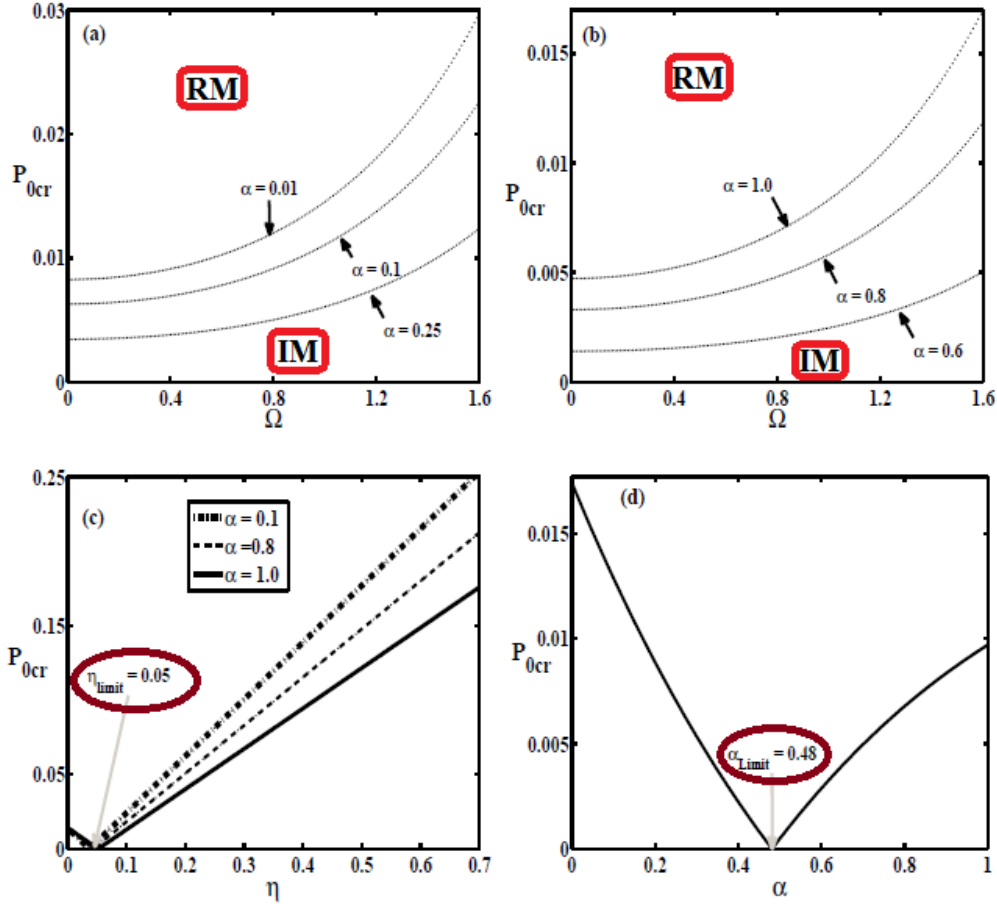 (a)
RM
0.03
0.02
P0cr
0.01
0
α = 0.01
α = 0.1
α = 0.25
IM
0 0.4 0.8 1.2 1.6
Ω
(b)
RM
0.015
0.01
P0cr
0.005
0
α = 1.0
α = 0.8
α = 0.6
IM
0 0.4 0.8 1.2 1.6
Ω
(c)
0.25
0.15
P0cr
0.05
0
α = 0.1
α =0.8
α = 1.0
ηlimit = 0.05
0 0.1 0.2 0.3 0.4 0.5 0.6 0.7
η
(d)
0.015
0.01
P0cr
0.005
0
αLimit = 0.48
0 0.2 0.4 0.6 0.8 1
α